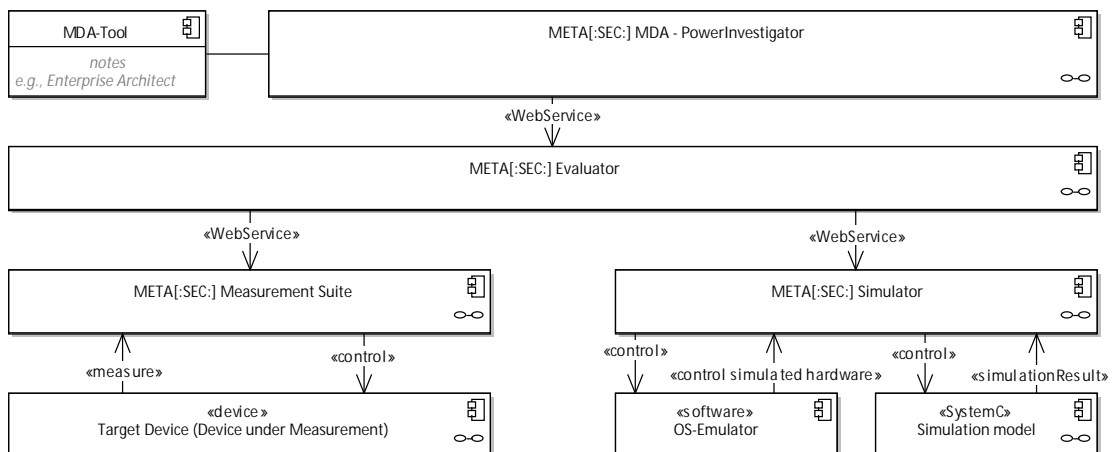 MDA-Tool
META[:SEC:] MDA - PowerInvestigator
notes
e.g., Enterprise Architect
«WebService»
META[:SEC:] Evaluator
«WebService»
«WebService»
META[:SEC:] Measurement Suite
META[:SEC:] Simulator
«measure»
«control»
«control»
«control simulated hardware»
«control»
«simulationResult»
«device»
Target Device (Device under Measurement)
«software»
OS-Emulator
«SystemC»
Simulation model